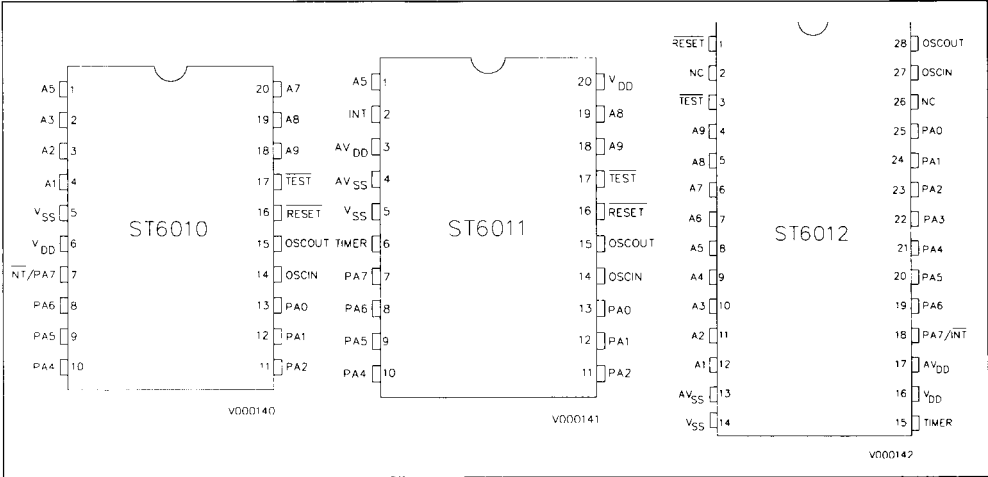 A5 1 20 A7
A3 2 19 A8
A2 3 18 A9
A1 4 17 TEST
VSS 5 16 RESET
VDD 6 15 OSCOUT
NT/PA7 7 14 OSCIN
PA6 8 13 PA0
PA5 9 12 PA1
PA4 10 11 PA2
ST6010
V000140
A5 1 20 VDD
INT 2 19 A8
AVDD 3 18 A9
AVSS 4 17 TEST
VSS 5 16 RESET
TIMER 6 15 OSCOUT
PA7 7 14 OSCIN
PA6 8 13 PA0
PA5 9 12 PA1
PA4 10 11 PA2
ST6011
V000141
RESET 1 28 OSCOUT
NC 2 27 OSCIN
TEST 3 26 NC
A9 4 25 PA0
A8 5 24 PA1
A7 6 23 PA2
A6 7 22 PA3
A5 8 21 PA4
A4 9 20 PA5
A3 10 19 PA6
A2 11 18 PA7/INT
A1 12 17 AVDD
AVSS 13 16 VDD
VSS 14 15 TIMER
ST6012
V000142